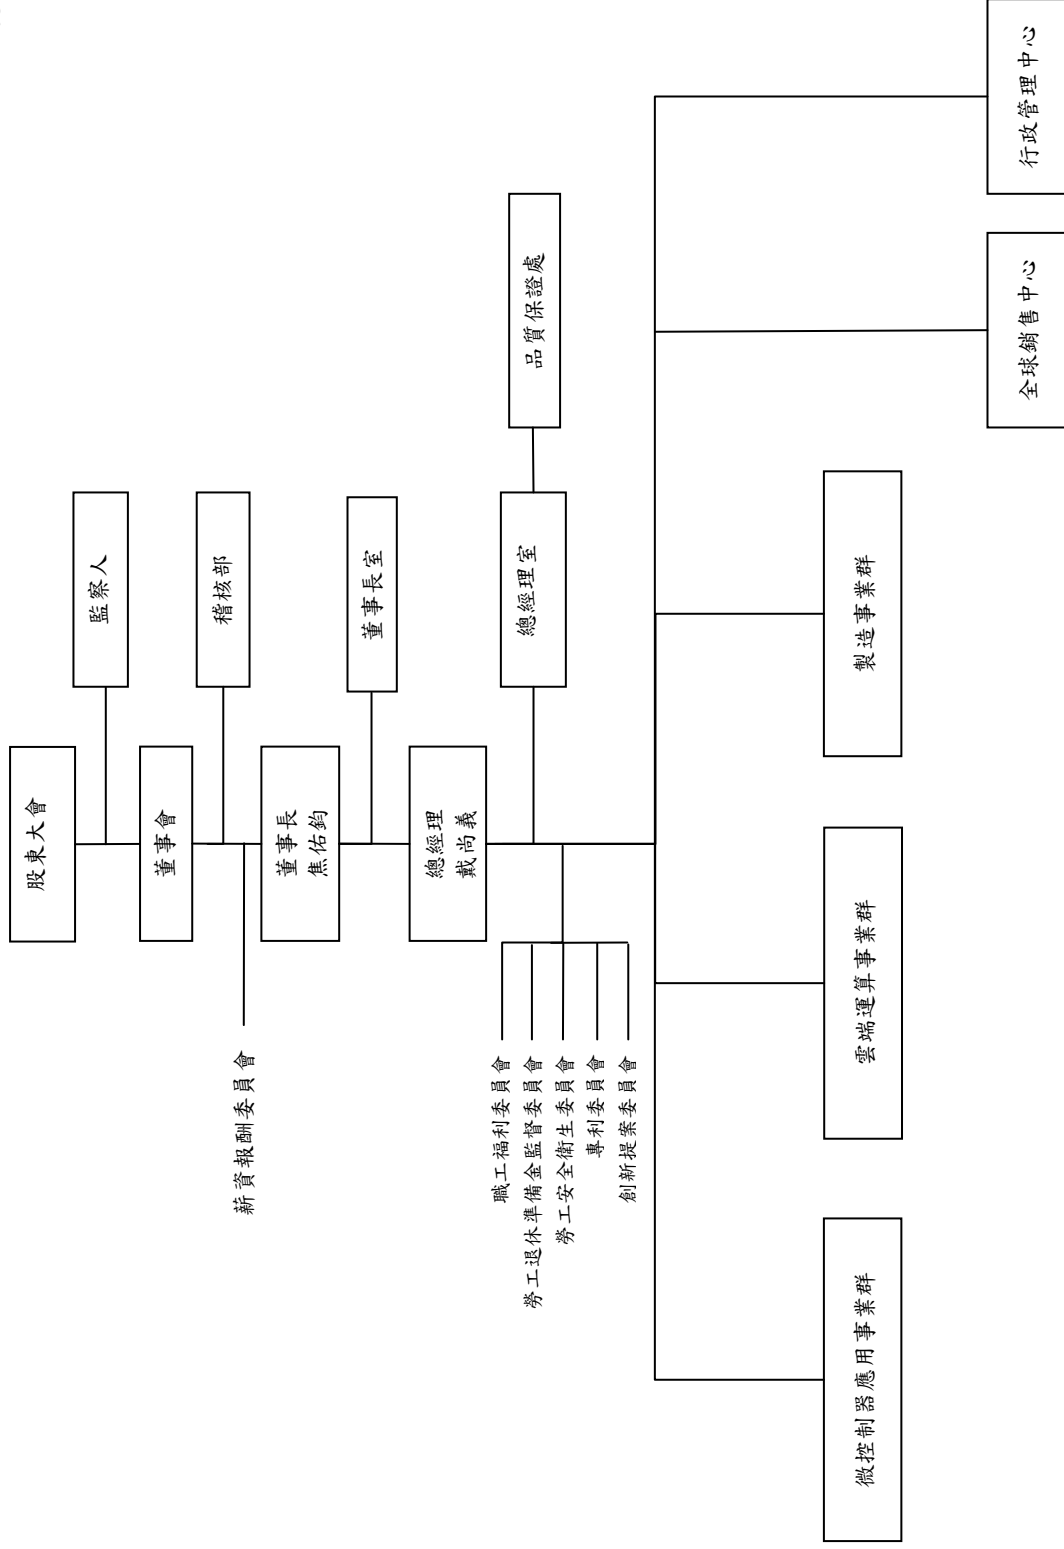 股東大會
監察人
董事會
稽核部
薪資報酬委員會
董事長
焦佑鈞
董事長室
總經理
戴尚義
總經理室
品質保證處
職工福利委員會
勞工退休準備金監督委員會
勞工安全衛生委員會
專利委員會
創新提案委員會
微控制器應用事業群
雲端運算事業群
製造事業群
全球銷售中心
行政管理中心